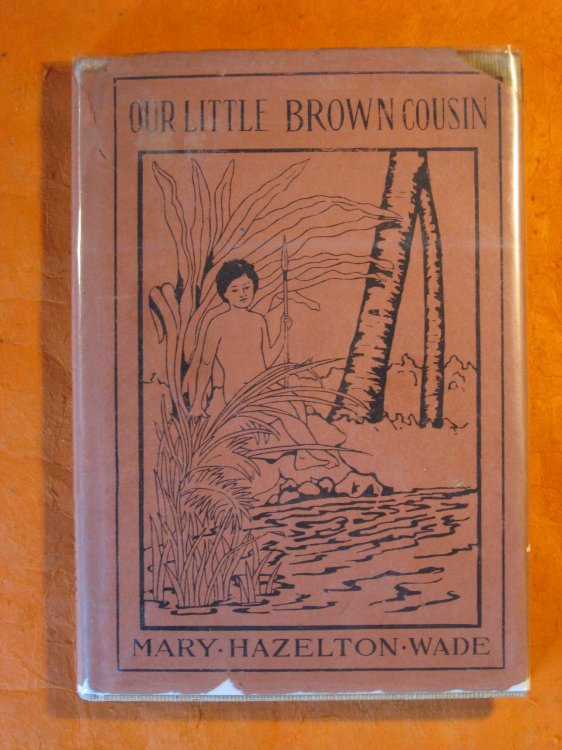 OUR LITTLE BROWN COUSIN
MARY · HAZELTON · WADE